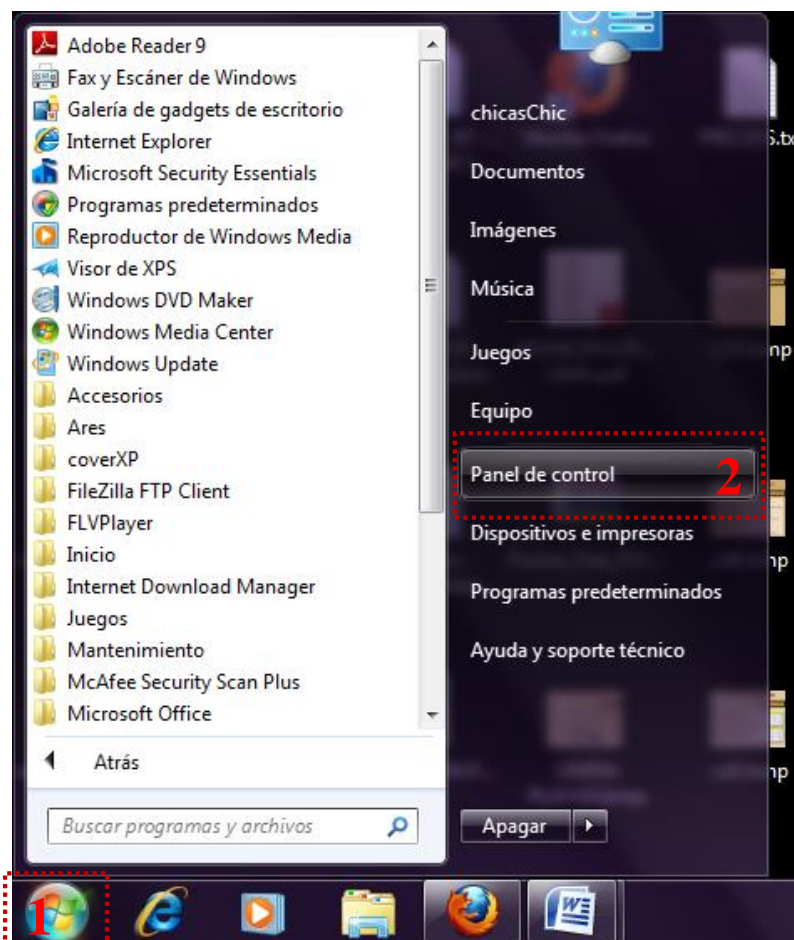 Adobe Reader 9
Fax y Escáner de Windows
Galería de gadgets de escritorio
Internet Explorer
Microsoft Security Essentials
Programas predeterminados
Reproductor de Windows Media
Visor de XPS
Windows DVD Maker
Windows Media Center
Windows Update
Accesorios
Ares
coverXP
FileZilla FTP Client
FLVPlayer
Inicio
Internet Download Manager
Juegos
Mantenimiento
McAfee Security Scan Plus
Microsoft Office
Atrás
Buscar programas y archivos
chicasChic
Documentos
Imágenes
Música
Juegos
Equipo
Panel de control 2
Dispositivos e impresoras
Programas predeterminados
Ayuda y soporte técnico
Apagar
1